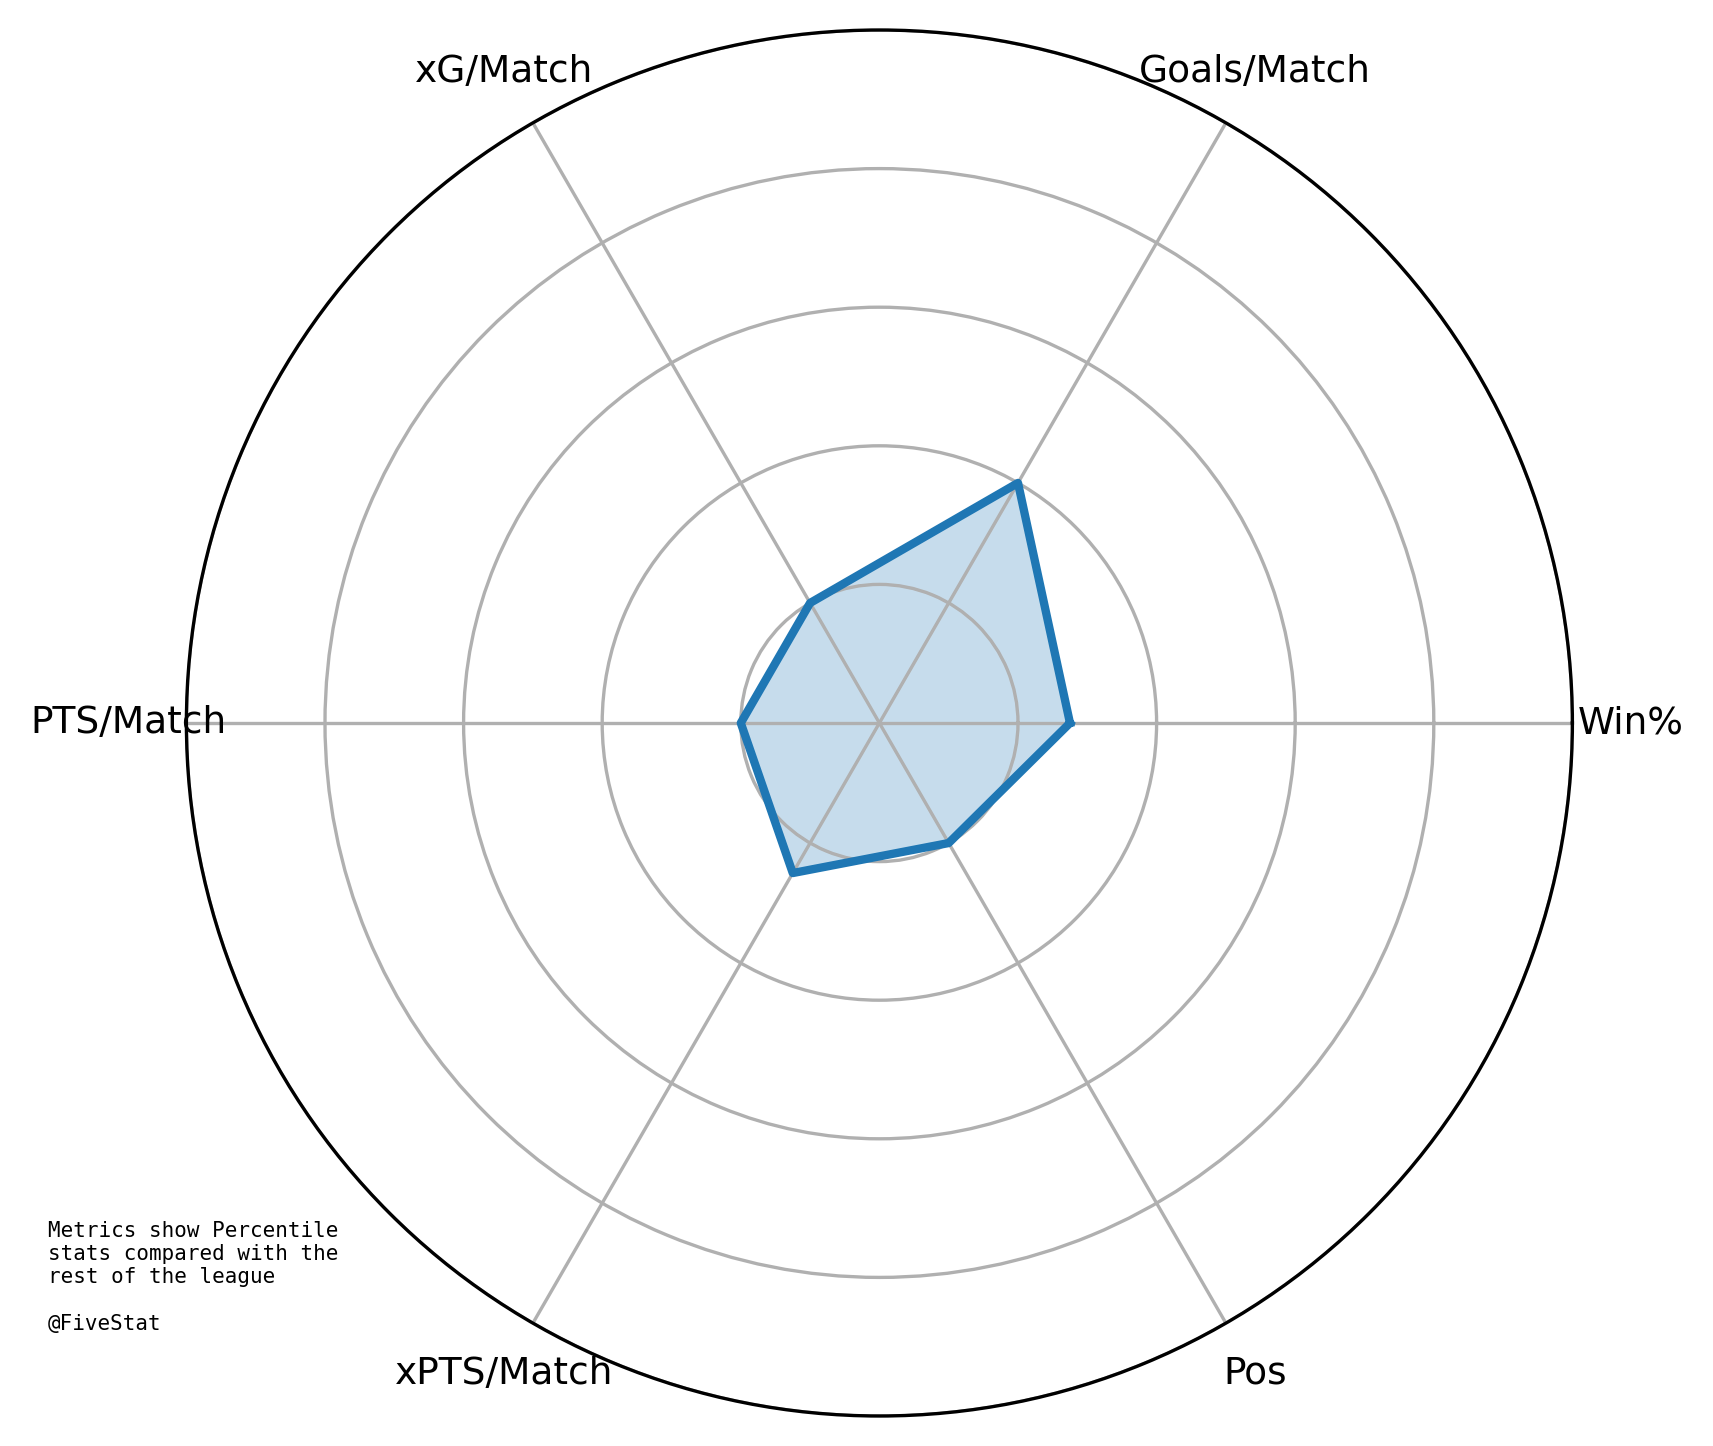 xG/Match
Goals/Match
PTS/Match
Win%
Metrics show Percentile
stats compared with the
rest of the league
@FiveStat
xPTS/Match
Pos